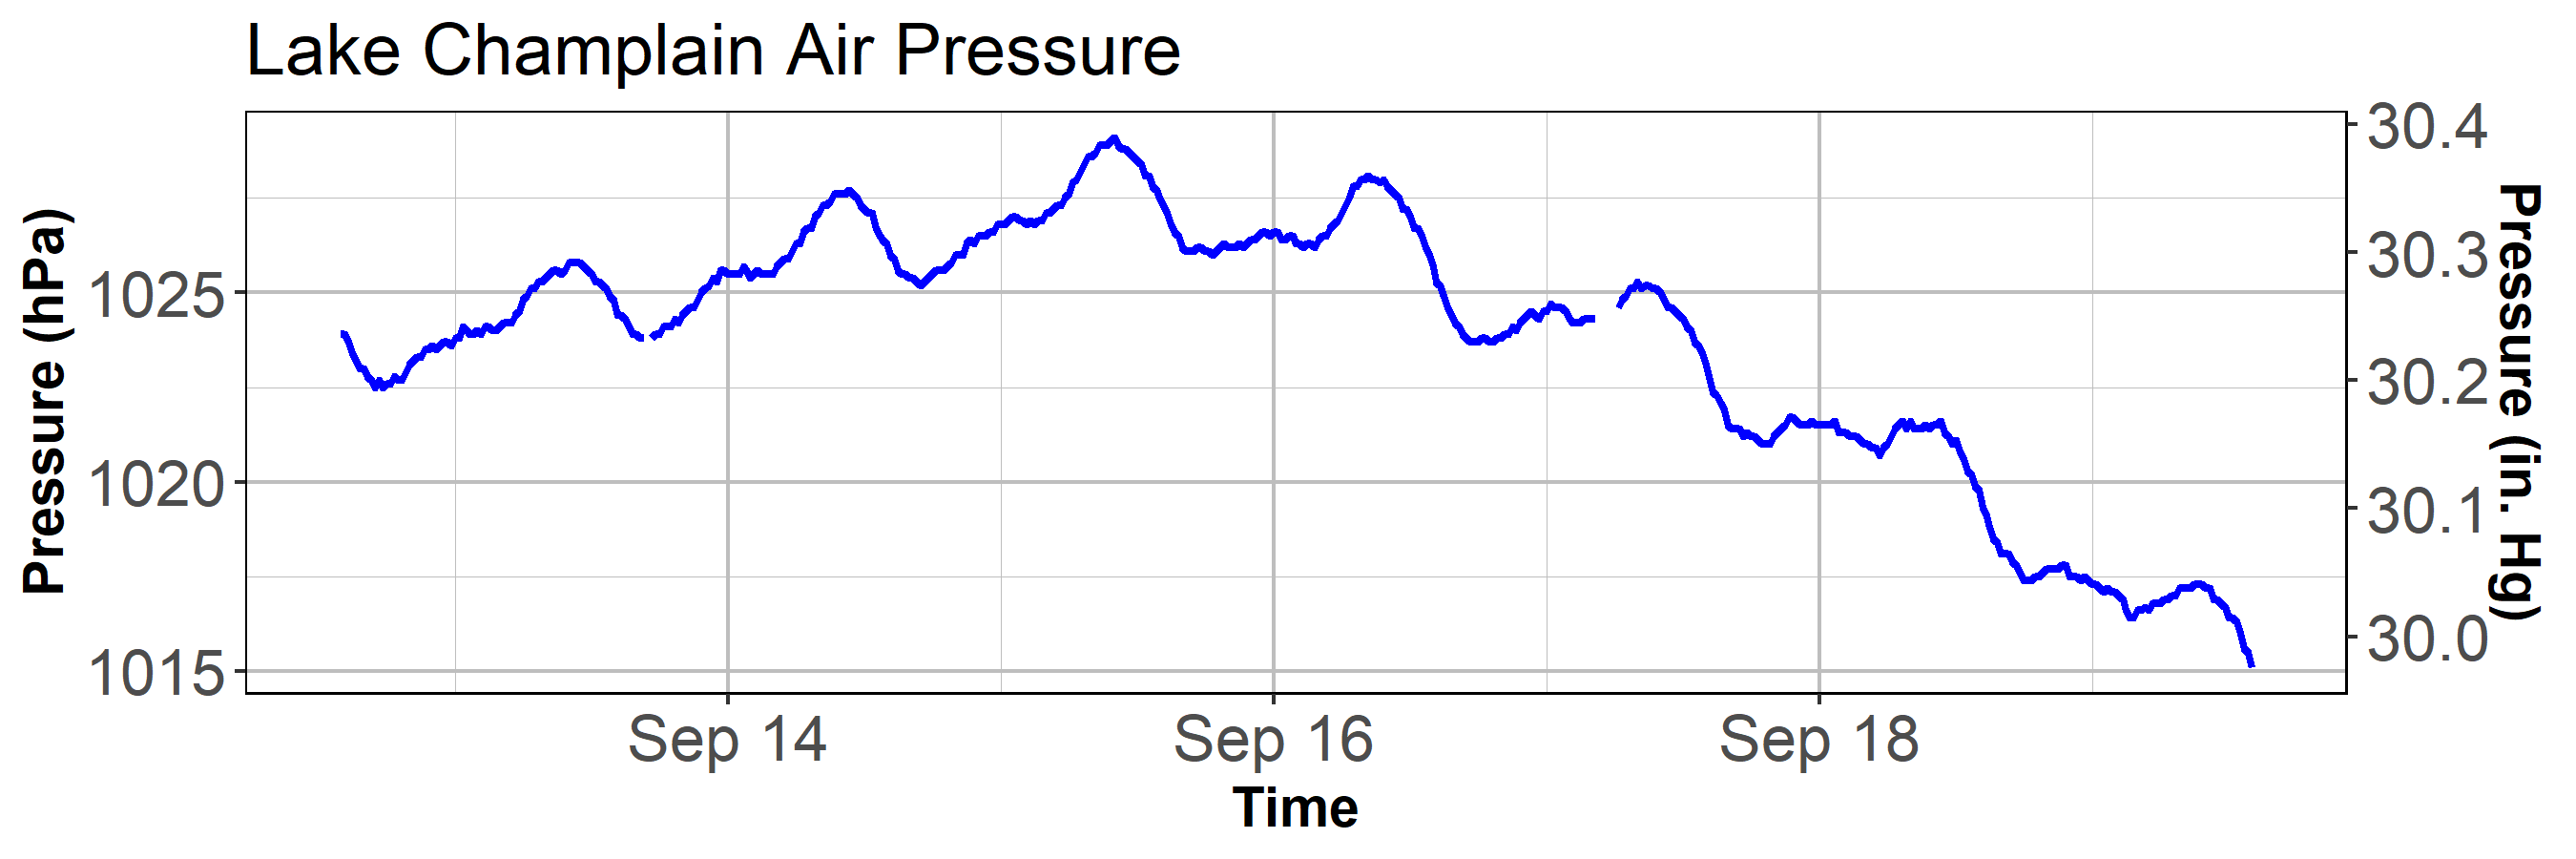 Lake Champlain Air Pressure
Pressure (hPa)
1025
1020
1015
30.4
30.3
30.2
30.1
30.0
Pressure (in. Hg)
Sep 14 Sep 16 Sep 18
Time